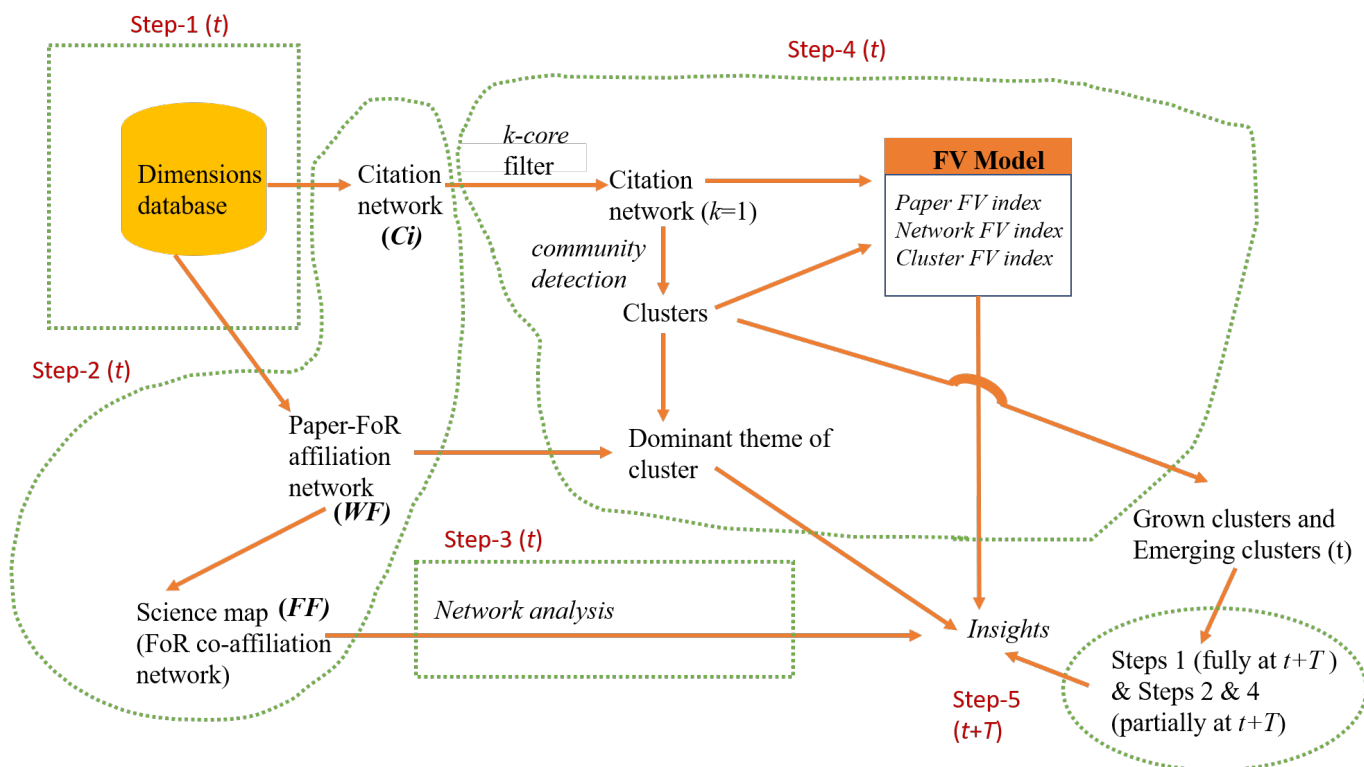 Step-1 (t)
Step-4 (t)
k-core
filter
FV Model
Dimensions
database
Citation
network
(Ci)
Citation
network (k=1)
Paper FV index
Network FV index
Cluster FV index
community
detection
Clusters
Step-2 (t)
Paper-FoR
affiliation
network
(WF)
Dominant theme of
cluster
Grown clusters and
Emerging clusters (t)
Step-3 (t)
Science map (FF)
(FoR co-affiliation
network)
Network analysis
Insights
Steps 1 (fully at t+T )
& Steps 2 & 4
(partially at t+T)
Step-5
(t+T)